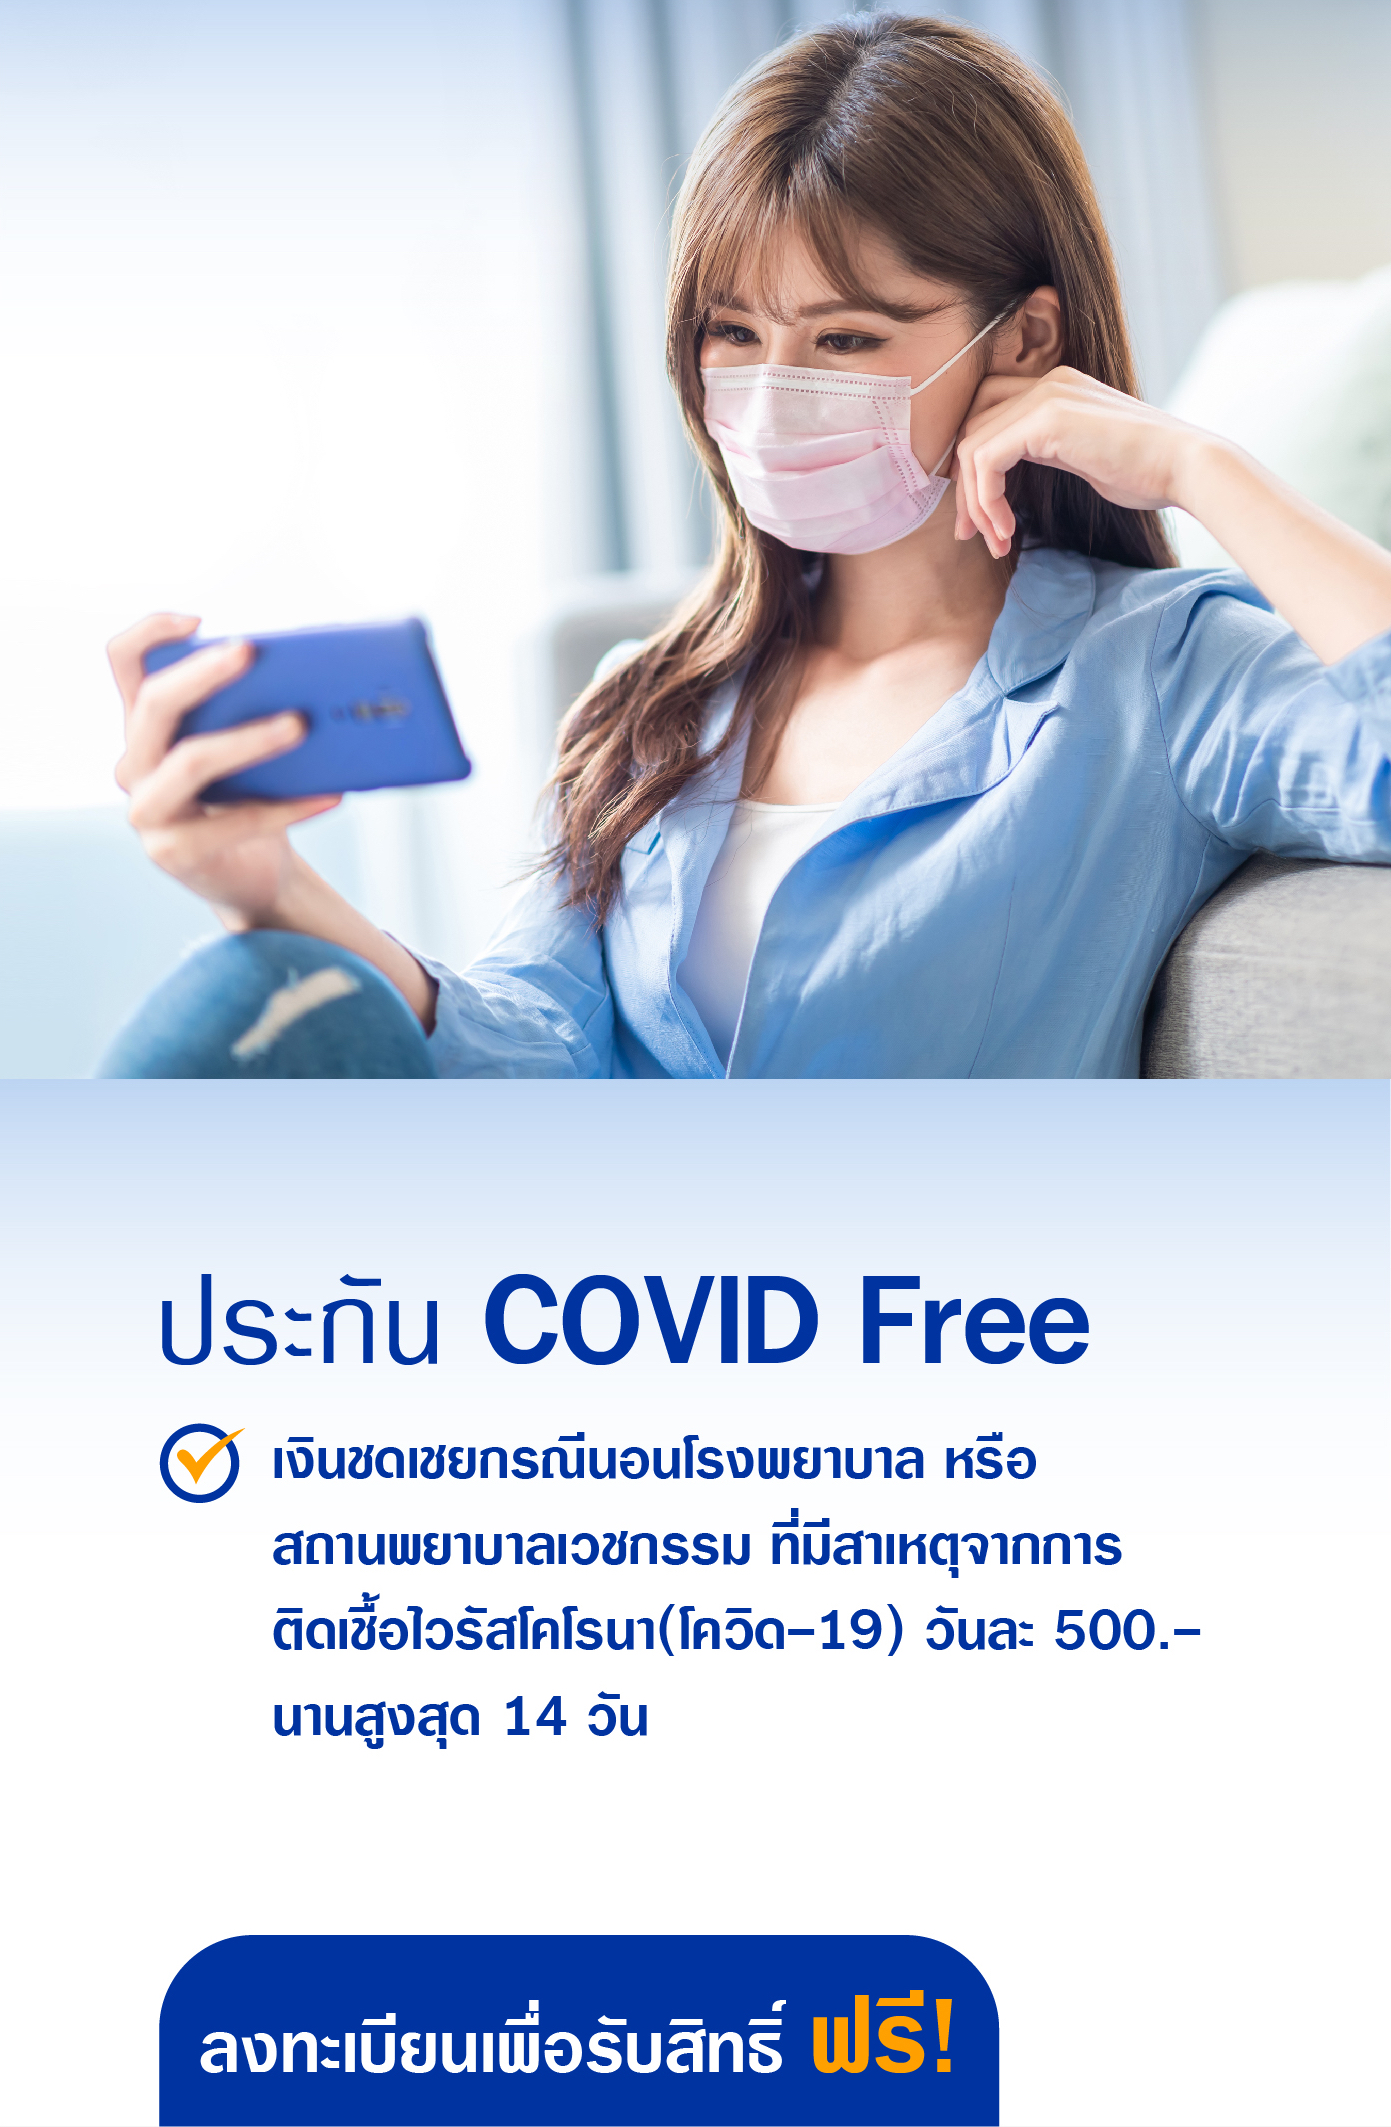 ประกัน COVID Free
เงินชดเชยกรณีนอนโรงพยาบาล หรือ
สถานพยาบาลเวชกรรม ที่มีสาเหตุจากการ
ติดเชื้อไวรัสโคโรนา(โควิด-19) วันละ 500.-
นานสูงสุด 14 วัน
ลงทะเบียนเพื่อรับสิทธิ์ ฟรี!